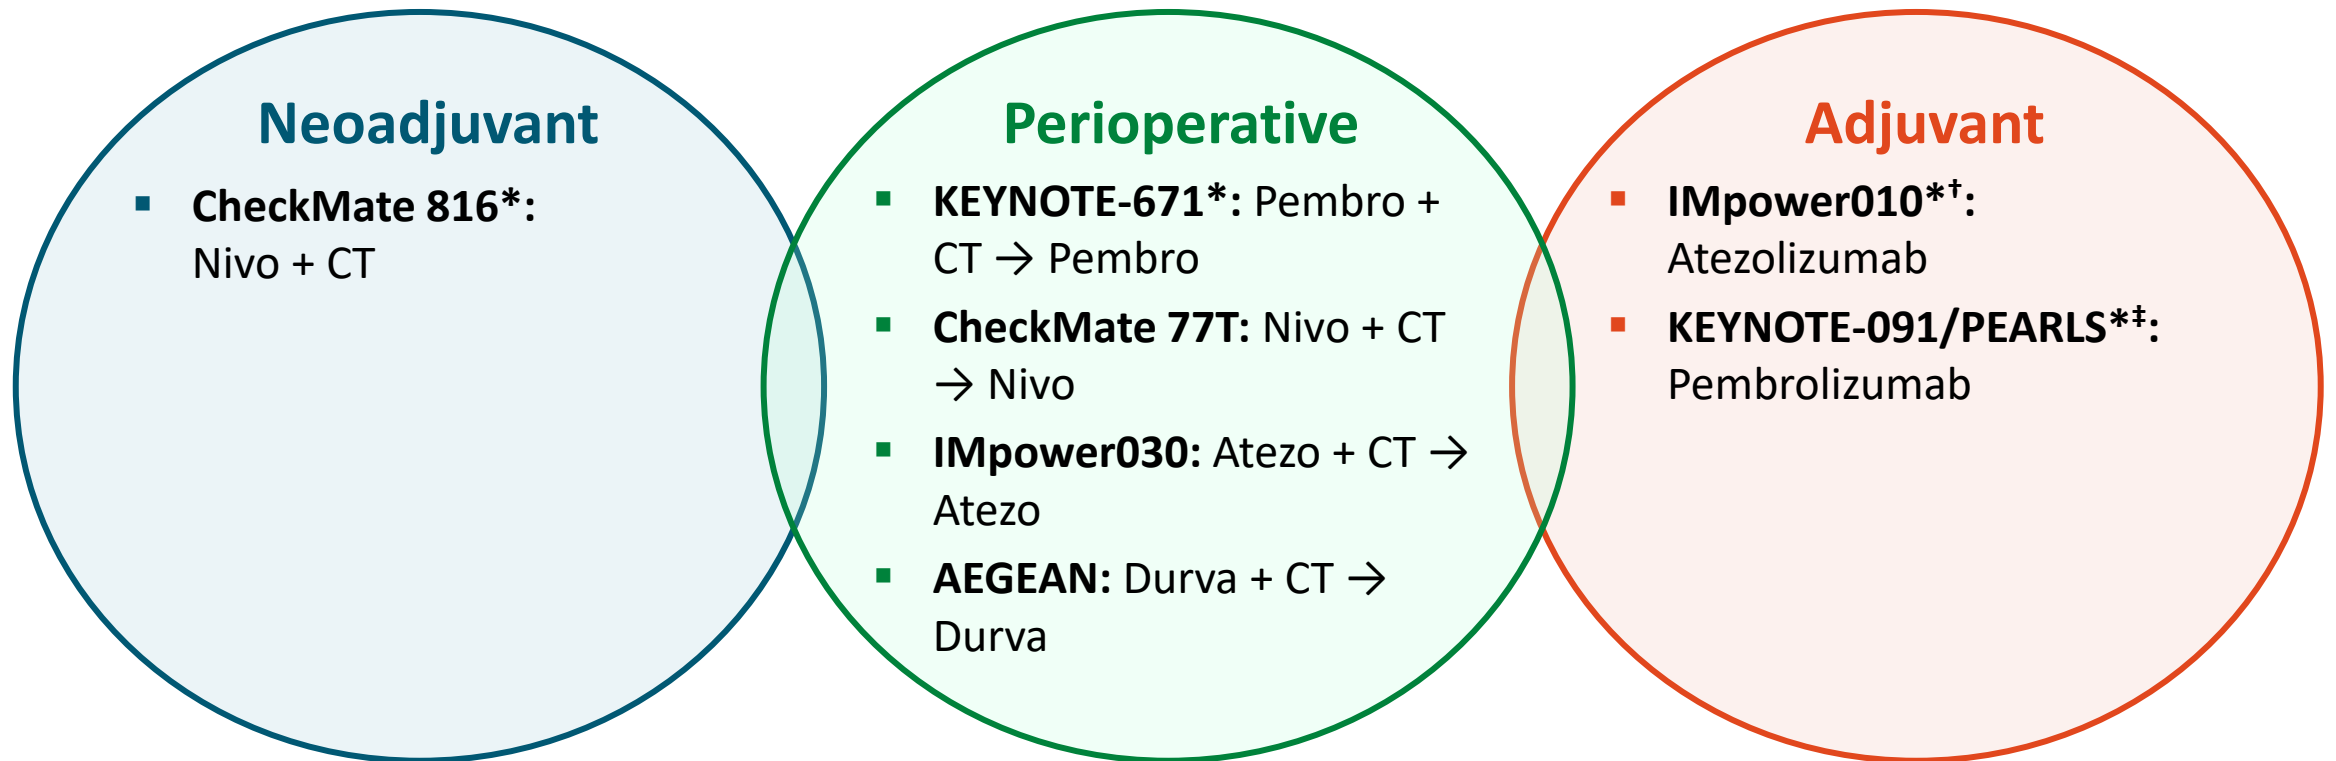 Neoadjuvant
▪ CheckMate 816*:
Nivo + CT
Perioperative
▪ KEYNOTE-671*: Pembro +
CT → Pembro
▪ CheckMate 77T: Nivo + CT
→ Nivo
▪ IMpower030: Atezo + CT →
Atezo
▪ AEGEAN: Durva + CT →
Durva
Adjuvant
▪ IMpower010*†:
Atezolizumab
▪ KEYNOTE-091/PEARLS*‡:
Pembrolizumab